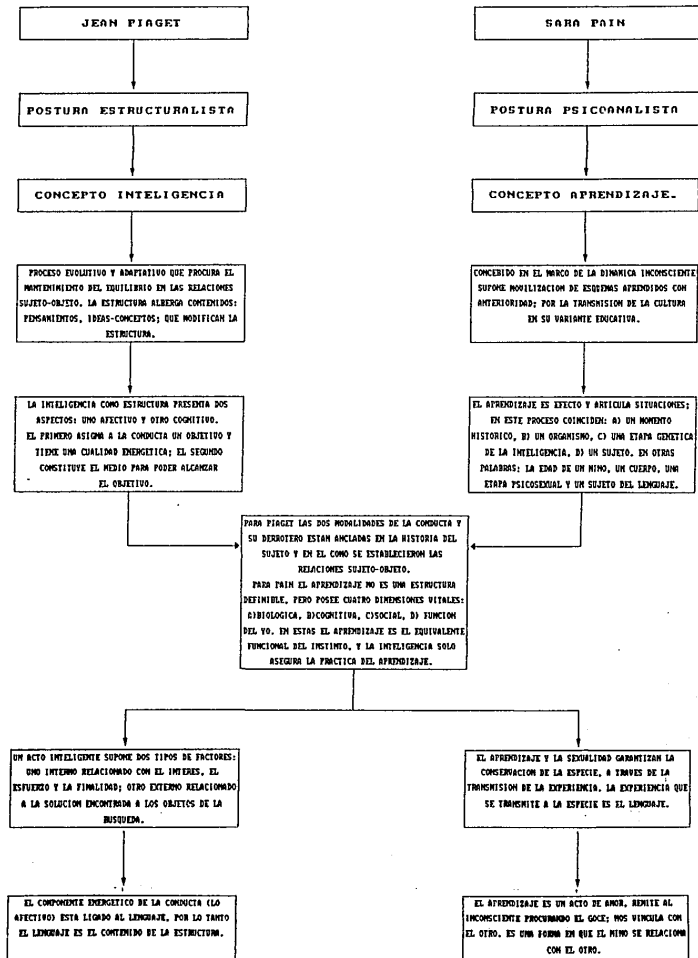 JEAN PIAGET
POSTURA ESTRUCTURALISTA
CONCEPTO INTELIGENCIA
PROCESO EVOLUTIVO Y ADAPTATIVO QUE PROCURA EL
MANTENIMIENTO DEL EQUILIBRIO EN LAS RELACIONES
SUJETO-OBJETO. LA ESTRUCTURA ALBERGA CONTENIDOS:
PENSAMIENTOS, IDEAS-CONCEPTOS; QUE MODIFICAN LA
ESTRUCTURA.
LA INTELIGENCIA COMO ESTRUCTURA PRESENTA DOS
ASPECTOS: UNO AFECTIVO Y OTRO COGNITIVO.
EL PRIMERO ASIGNA A LA CONDUCTA UN OBJETIVO Y
TIENE UNA CUALIDAD ENERGETICA; EL SEGUNDO
CONSTITUYE EL MEDIO PARA PODER ALCANZAR
EL OBJETIVO.
SARA PAIN
POSTURA PSICOANALISTA
CONCEPTO APRENDIZAJE.
CONCEBIDO EN EL MARCO DE LA DINAMICA INCONSCIENTE
SUPONE MOVILIZACION DE ESQUEMAS APRENDIDOS CON
ANTERIORIDAD; POR LA TRANSMISION DE LA CULTURA
EN SU VARIANTE EDUCATIVA.
EL APRENDIZAJE ES EFECTO Y ARTICULA SITUACIONES;
EN ESTE PROCESO COINCIDEN: A) UN MOMENTO
HISTORICO, B) UN ORGANISMO, C) UNA ETAPA GENETICA
DE LA INTELIGENCIA, D) UN SUJETO. EN OTRAS
PALABRAS: LA EDAD DE UN NINO, UN CUERPO, UNA
ETAPA PSICOSEXUAL Y UN SUJETO DEL LENGUAJE.
PARA PIAGET LAS DOS MODALIDADES DE LA CONDUCTA Y
SU DERROTERO ESTAN ANCLADAS EN LA HISTORIA DEL
SUJETO Y EN EL COMO SE ESTABLECIERON LAS
RELACIONES SUJETO-OBJETO.
PARA PAIN EL APRENDIZAJE NO ES UNA ESTRUCTURA
DEFINIBLE, PERO POSEE CUATRO DIMENSIONES VITALES:
A)BIOLOGICA, B)COGNITIVA, C)SOCIAL, D) FUNCION
DEL YO. EN ESTAS EL APRENDIZAJE ES EL EQUIVALENTE
FUNCIONAL DEL INSTINTO, Y LA INTELIGENCIA SOLO
ASEGURA LA PRACTICA DEL APRENDIZAJE.
UN ACTO INTELIGENTE SUPONE DOS TIPOS DE FACTORES:
UNO INTERNO RELACIONADO CON EL INTERES, EL
ESFUERZO Y LA FINALIDAD; OTRO EXTERNO RELACIONADO
A LA SOLUCION ENCONTRADA A LOS OBJETOS DE LA
BUSQUEDA.
EL COMPONENTE ENERGETICO DE LA CONDUCTA (LO
AFECTIVO) ESTA LIGADO AL LENGUAJE, POR LO TANTO
EL LENGUAJE ES EL CONTENIDO DE LA ESTRUCTURA.
EL APRENDIZAJE Y LA SEXUALIDAD GARANTIZAN LA
CONSERVACION DE LA ESPECIE, A TRAVES DE LA
TRANSMISION DE LA EXPERIENCIA. LA EXPERIENCIA QUE
SE TRANSMITE A LA ESPECIE ES EL LENGUAJE.
EL APRENDIZAJE ES UN ACTO DE AMOR, REMITE AL
INCONSCIENTE PROCURANDO EL GOCE; NOS VINCULA CON
EL OTRO. ES UNA FORMA EN QUE EL NINO SE RELACIONA
CON EL OTRO.